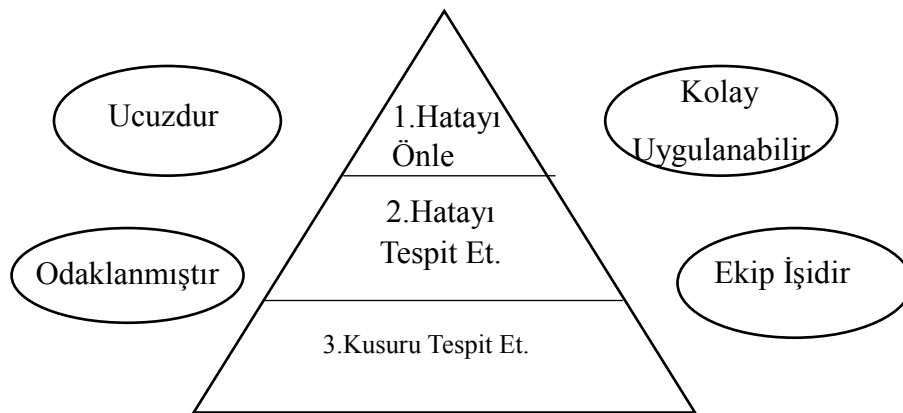 Ucuzdur
Kolay
Uygulanabilir
1.Hatayı
Önle
2.Hatayı
Tespit Et.
Odaklanmıştır
Ekip İşidir
3.Kusuru Tespit Et.